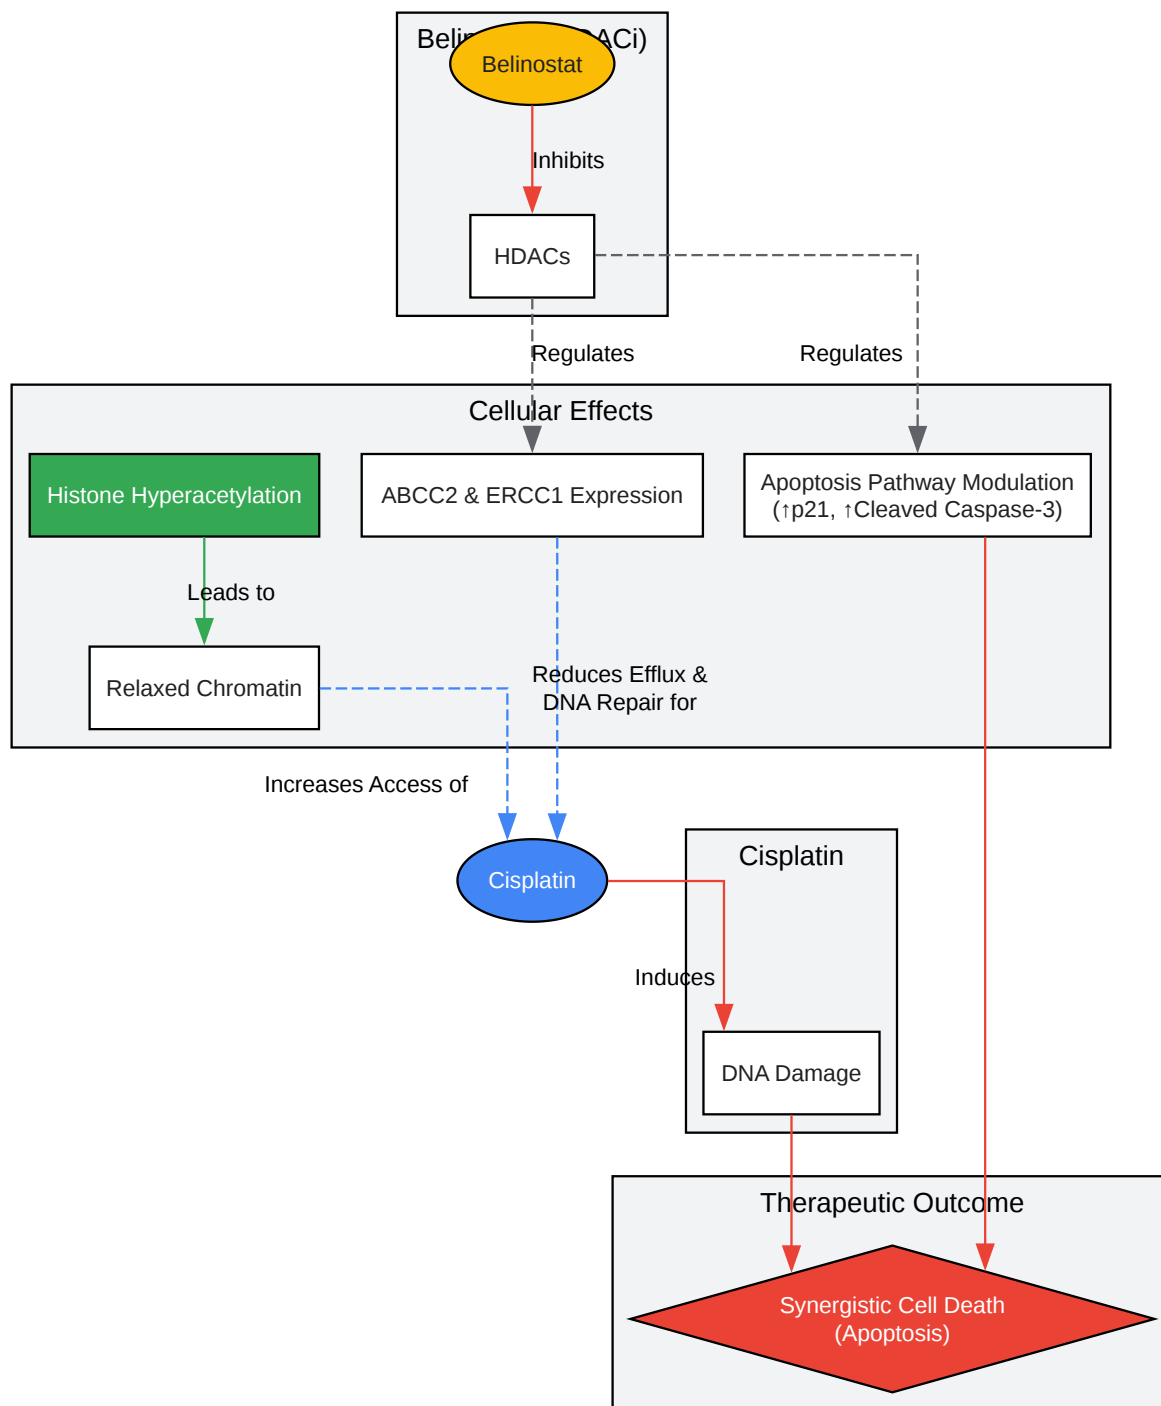 Belinostat
Inhibits
HDACs
Regulates
Regulates
Cellular Effects
Histone Hyperacetylation
ABCC2 & ERCC1 Expression
Apoptosis Pathway Modulation
(↑p21, ↑Cleaved Caspase-3)
Leads to
Relaxed Chromatin
Reduces Efflux &
DNA Repair for
Increases Access of
Cisplatin
Cisplatin
Induces
DNA Damage
Therapeutic Outcome
Synergistic Cell Death
(Apoptosis)